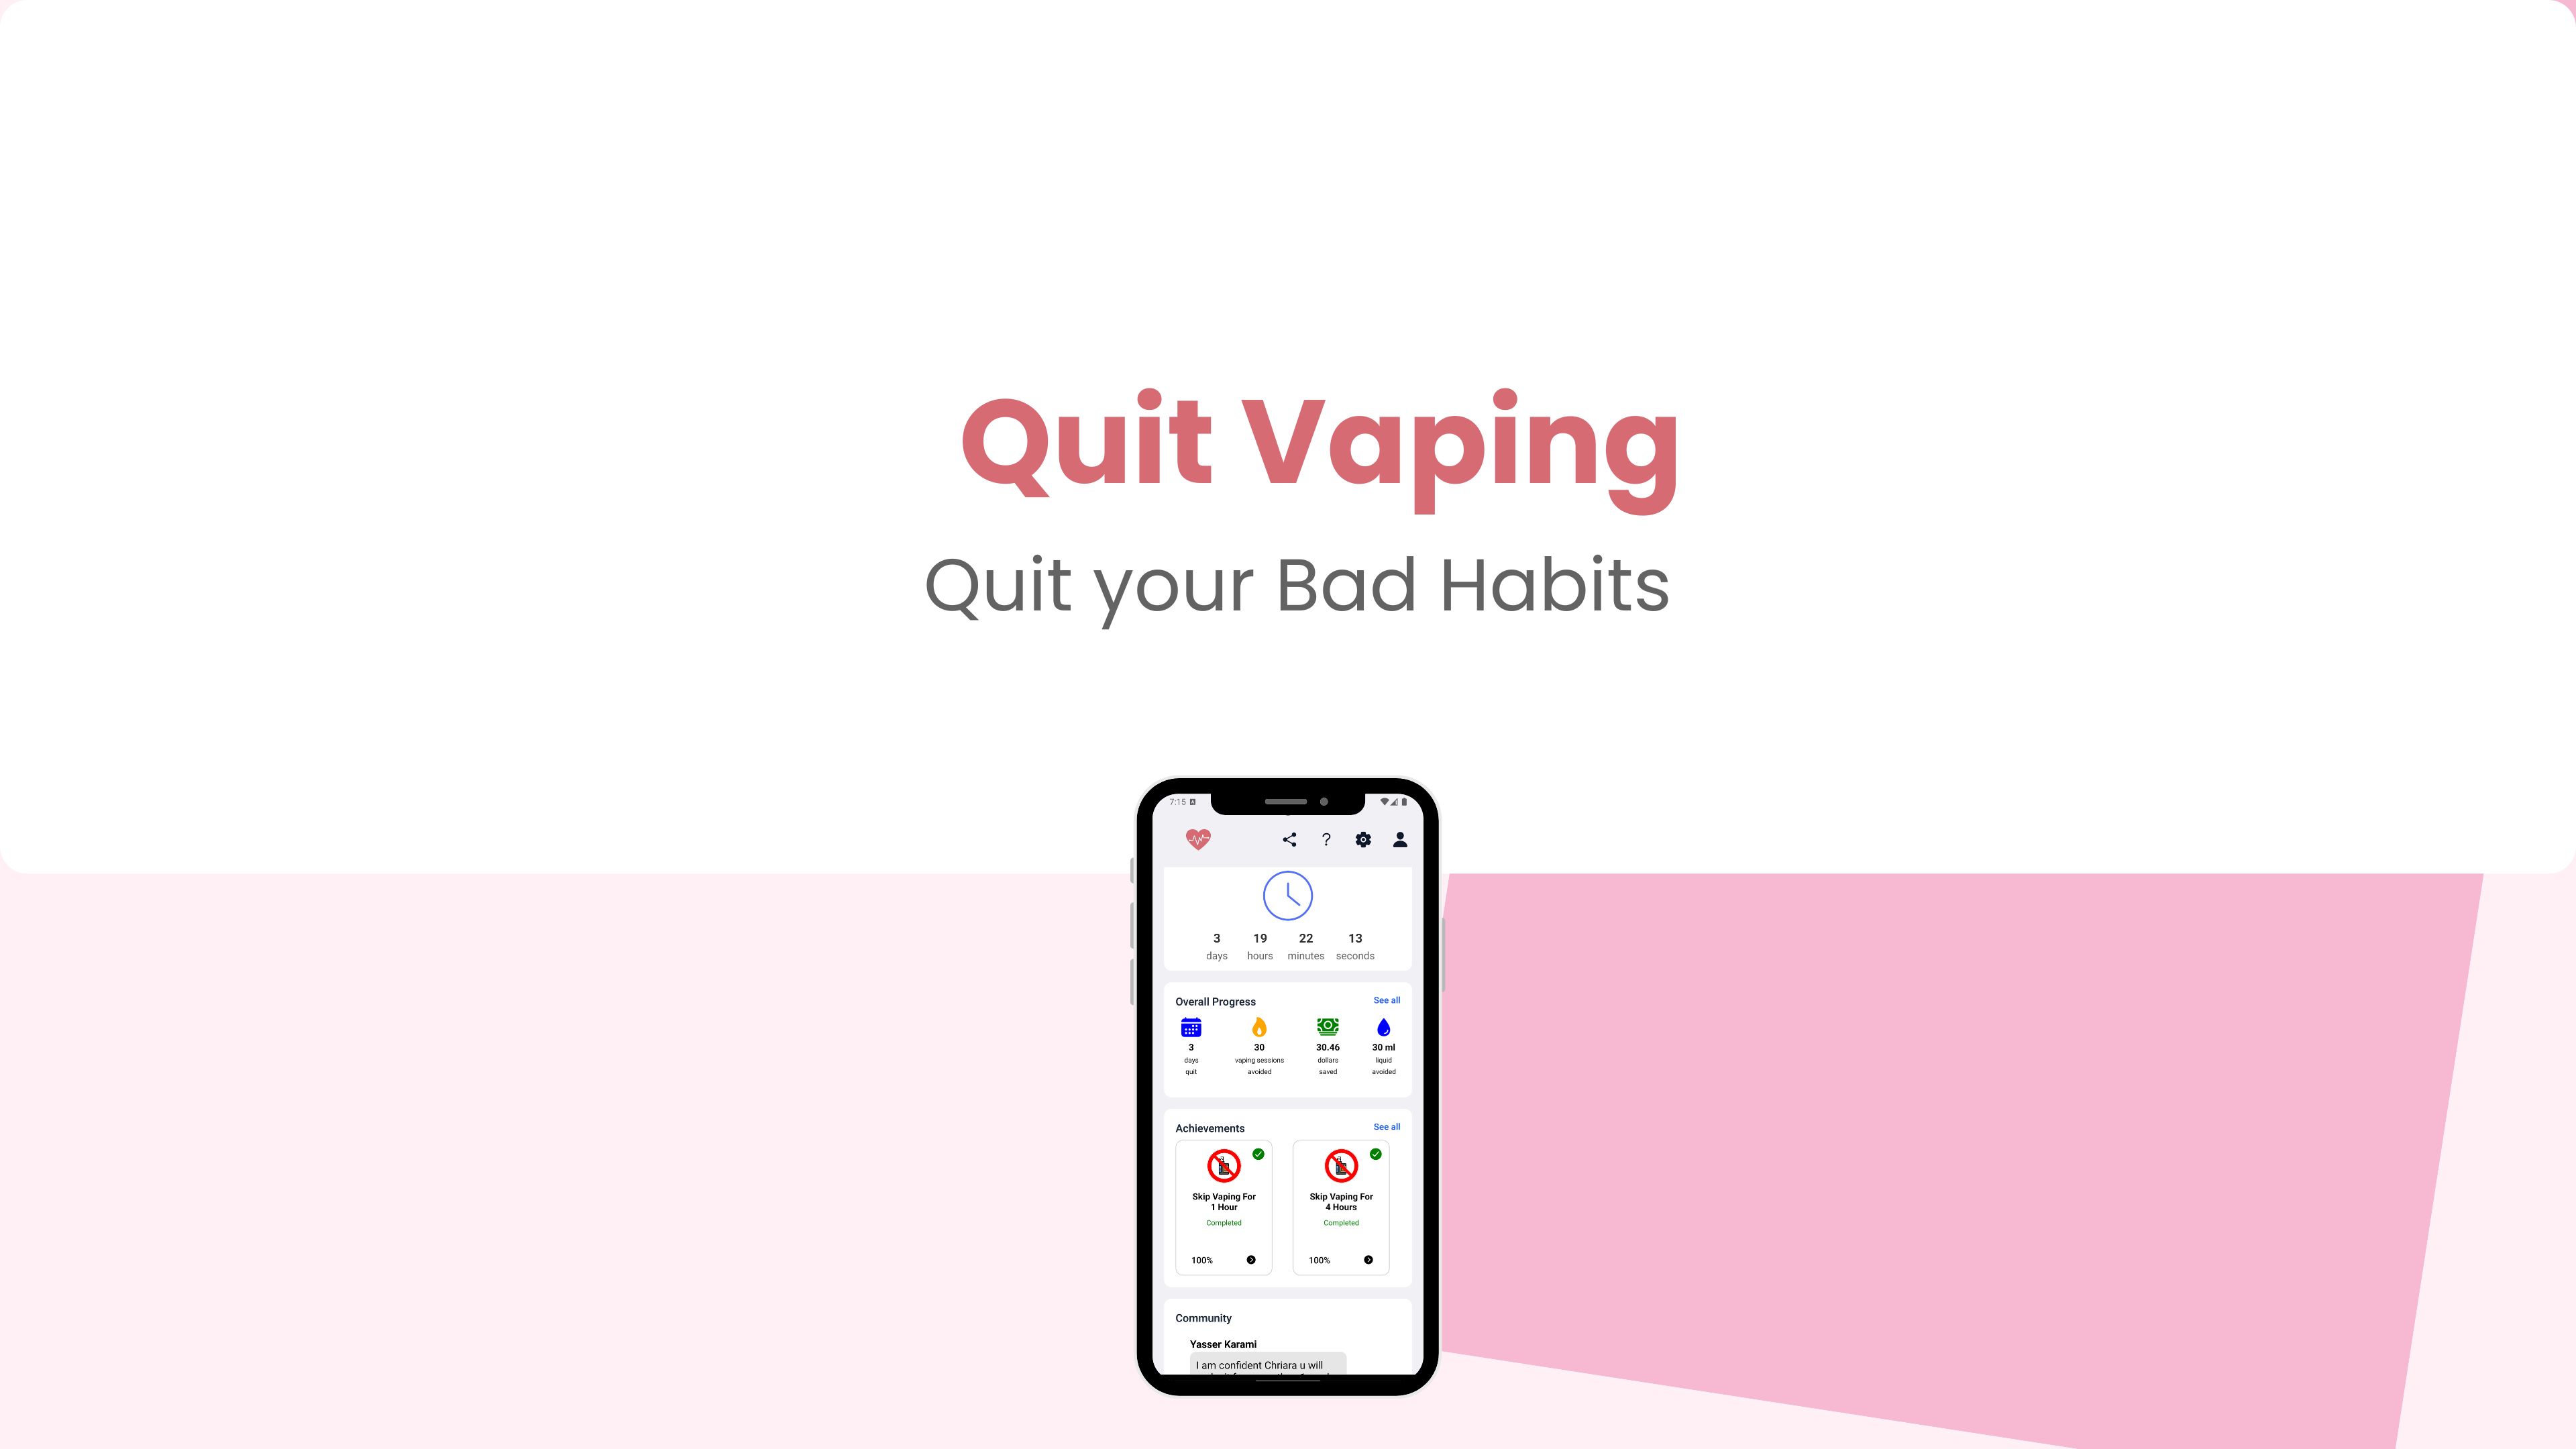 Quit Vaping
Quit your Bad Habits
7:15
?
3 19 22 13
days hours minutes seconds
Overall Progress See all
3 30 30.46 30 ml
days vaping sessions dollars liquid
quit avoided saved avoided
Achievements See all
Skip Vaping For Skip Vaping For
1 Hour 4 Hours
Completed Completed
100% 100%
Community
Yasser Karami
I am confident Chriara u will